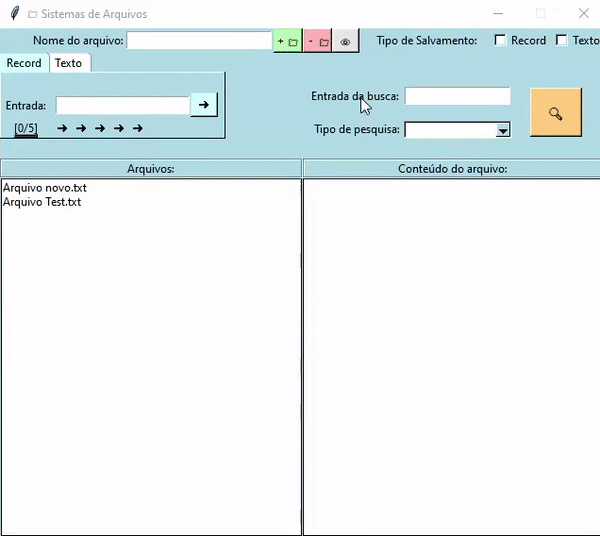 Sistemas de Arquivos
Nome do arquivo: + - Tipo de Salvamento: Record Texto
Record Texto
Entrada da busca:
Entrada: ➜
[0/5] ➜ ➜ ➜ ➜ ➜ Tipo de pesquisa:
Arquivos: Conteúdo do arquivo:
Arquivo novo.txt
Arquivo Test.txt